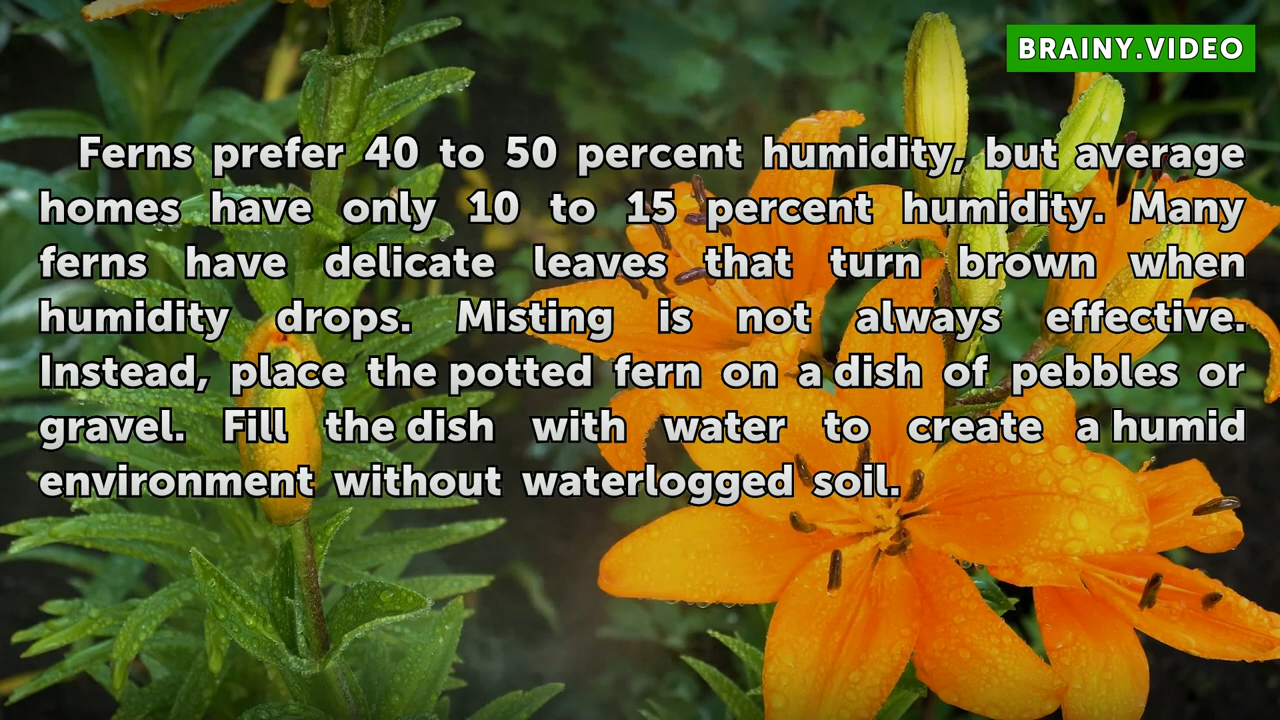 BRAINY.VIDEO
Ferns prefer 40 to 50 percent humidity, but average
homes have only 10 to 15 percent humidity. Many
ferns have delicate leaves that turn brown when
humidity drops. Misting is not always effective.
Instead, place the potted fern on a dish of pebbles or
gravel. Fill the dish with water to create a humid
environment without waterlogged soil.